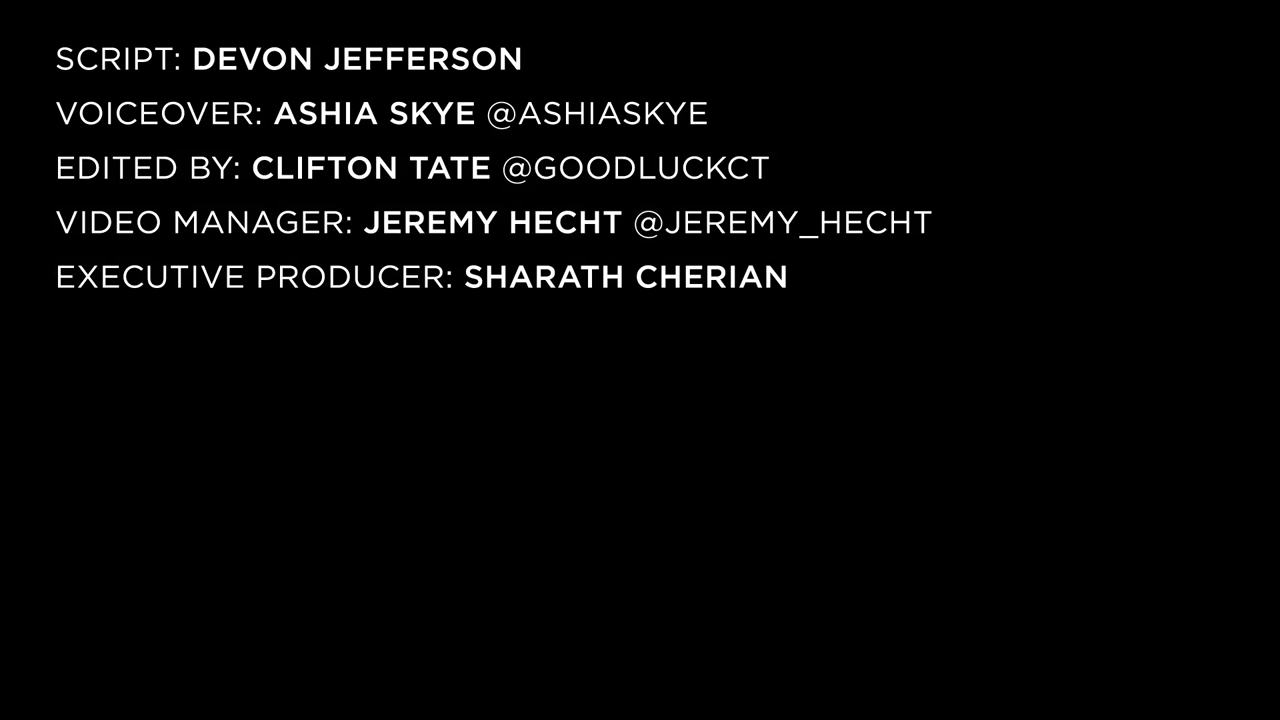 SCRIPT: DEVON JEFFERSON
VOICEOVER: ASHIA SKYE @ASHIASKYE
EDITED BY: CLIFTON TATE @GOODLUCKCT
VIDEO MANAGER: JEREMY HECHT @JEREMY_HECHT
EXECUTIVE PRODUCER: SHARATH CHERIAN